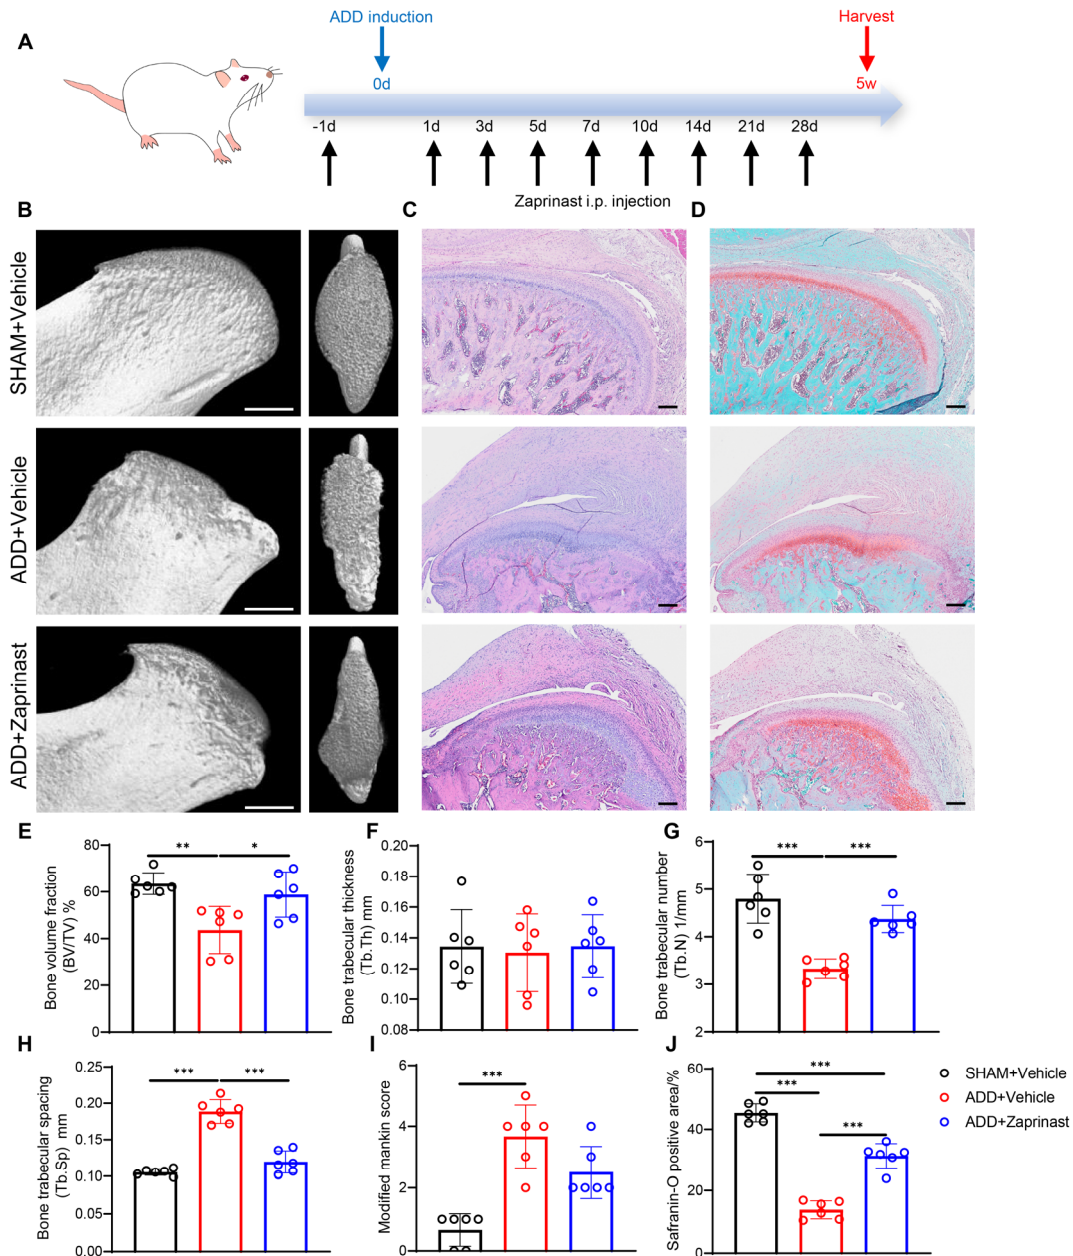 A
ADD induction
Harvest
0d
5w
-1d 1d 3d 5d 7d 10d 14d 21d 28d
Zaprinast i.p. injection
B
C
D
SHAM+Vehicle
ADD+Vehicle
ADD+Zaprinast
E
Bone volume fraction
(BV/TV) %
80
60
40
20
0
**
*
F
Bone trabecular thickness
(Tb.Th) mm
0.20
0.18
0.16
0.14
0.12
0.10
0.08
G
Bone trabecular number
(Tb.N) 1/mm
6
5
4
3
2
***
***
H
Bone trabecular spacing
(Tb.Sp) mm
0.25
0.20
0.15
0.10
0.00
***
***
I
Modified mankin score
6
4
2
0
***
J
Safranin-O positive area/%
60
40
20
0
***
***
***
SHAM+Vehicle
ADD+Vehicle
ADD+Zaprinast